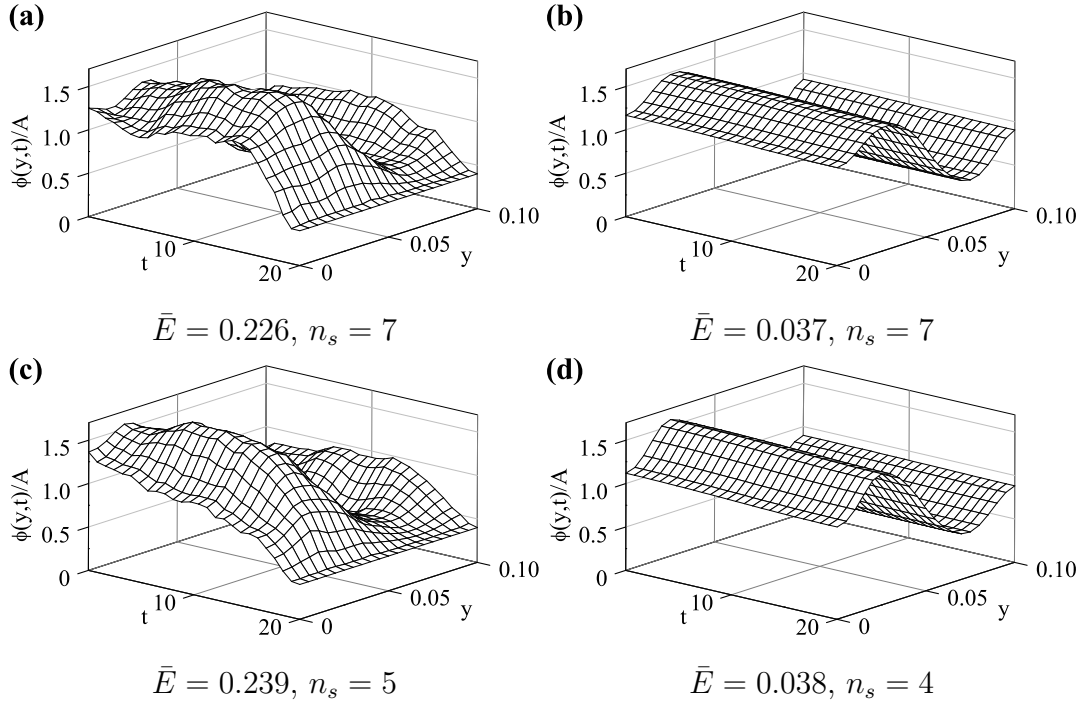 (a)
ϕ(y,t)/A
1.5
1.0
0.5
0
t
10
20
0
0.05
0.10
y
Ē = 0.226, n_s = 7
(b)
ϕ(y,t)/A
1.5
1.0
0.5
0
t
10
20
0
0.05
0.10
y
Ē = 0.037, n_s = 7
(c)
ϕ(y,t)/A
1.5
1.0
0.5
0
t
10
20
0
0.05
0.10
y
Ē = 0.239, n_s = 5
(d)
ϕ(y,t)/A
1.5
1.0
0.5
0
t
10
20
0
0.05
0.10
y
Ē = 0.038, n_s = 4